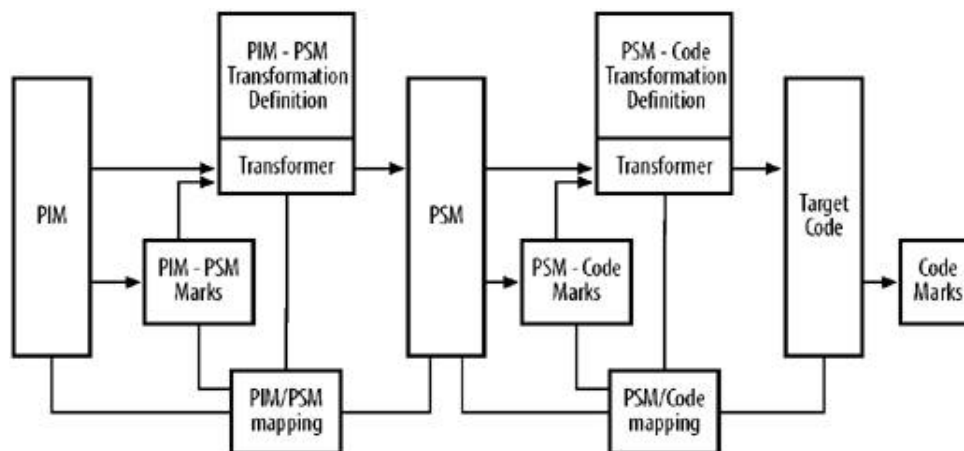 PIM - PSM
Transformation
Definition
Transformer
PSM - Code
Transformation
Definition
Transformer
PIM
PIM - PSM
Marks
PSM
PSM - Code
Marks
Target
Code
Code
Marks
PIM/PSM
mapping
PSM/Code
mapping